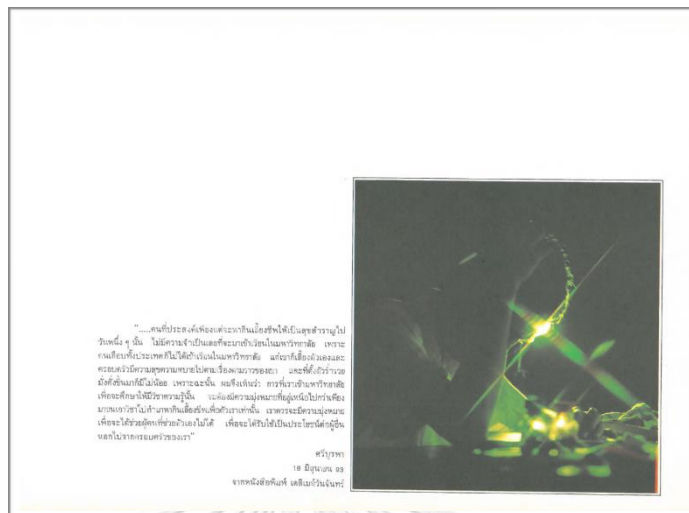 ".....คนที่ประสงค์เพียงแต่จะหากินเลี้ยงชีพให้เป็นสุขสำราญไป
วันหนึ่ง ๆ นั้น ไม่มีความจำเป็นเลยที่จะมาเข้าเรียนในมหาวิทยาลัย เพราะ
คนเกือบทั้งประเทศก็ไม่ได้เข้าเรียนในมหาวิทยาลัย แต่เขาก็เลี้ยงตัวเองและ
ครอบครัวมีความสุขความสบายไปตามเรื่องตามราวของเขา และที่ตั้งตัวร่ำรวย
มั่งคั่งขึ้นมาก็มีไม่น้อย เพราะฉะนั้น ผมจึงเห็นว่า การที่เราเข้ามหาวิทยาลัย
เพื่อจะศึกษาให้มีวิชาความรู้นั้น จะต้องมีความมุ่งหมายที่อยู่เหนือไปกว่าเพียง
จะเอาวิชาไปทำมาหากินเลี้ยงชีพเพื่อตัวเราเท่านั้น เราควรจะมีความมุ่งหมาย
เพื่อจะได้ช่วยผู้คนที่ช่วยตัวเองไม่ได้ เพื่อจะได้รับใช้เป็นประโยชน์ต่อผู้อื่น
นอกไปจากครอบครัวของเรา"
ศรีบูรพา
18 มิถุนายน 93
จากหนังสือพิมพ์ เดลิเมล์วันจันทร์